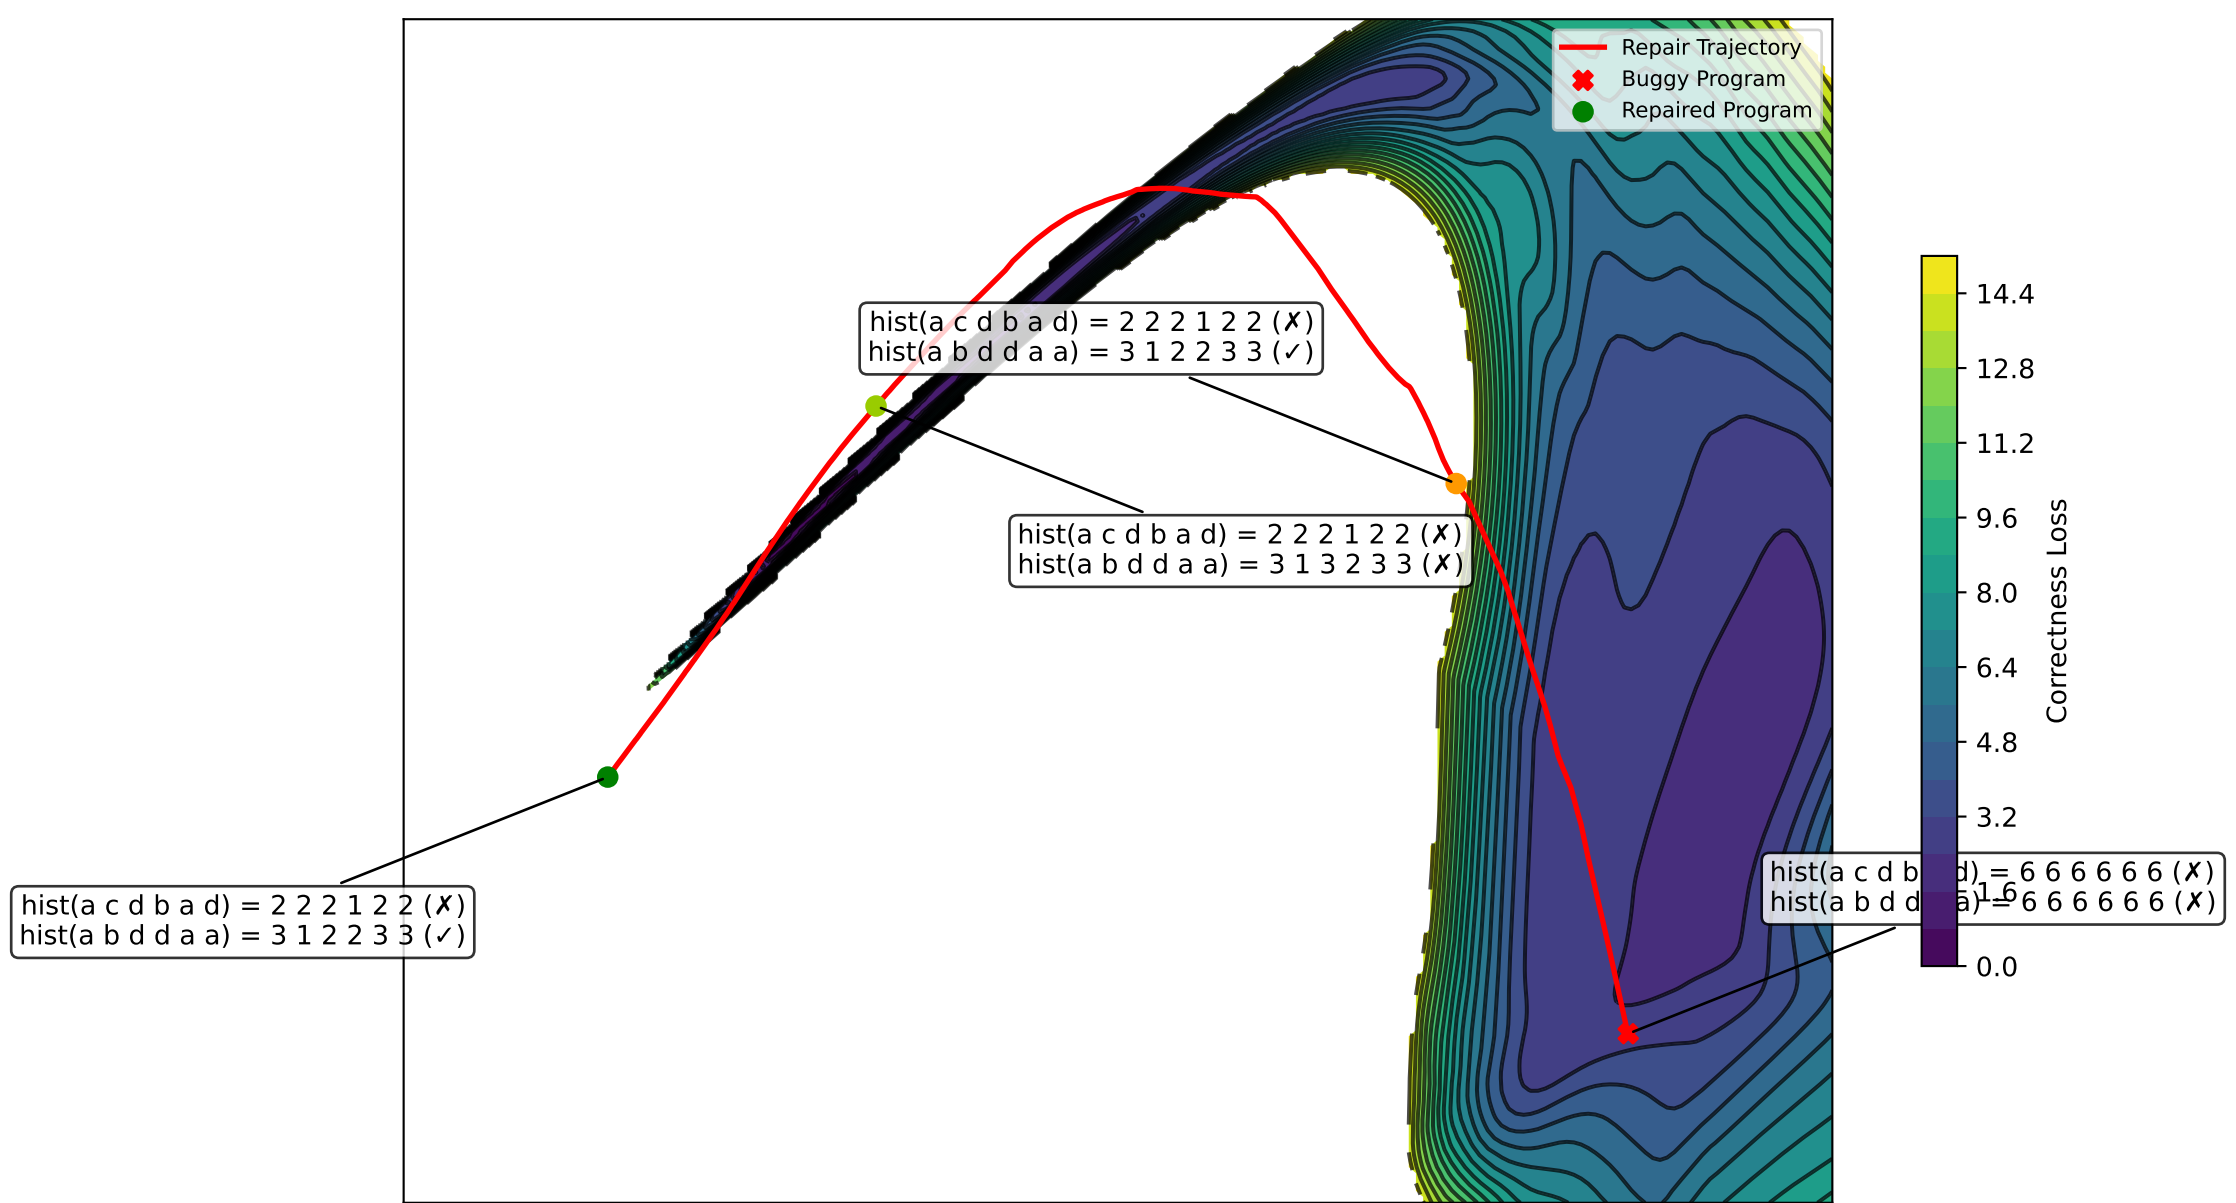 Repair Trajectory
Buggy Program
Repaired Program
hist(a c d b a d) = 2 2 2 1 2 2 (✗)
hist(a b d d a a) = 3 1 2 2 3 3 (✓)
hist(a c d b a d) = 2 2 2 1 2 2 (✗)
hist(a b d d a a) = 3 1 3 2 3 3 (✗)
hist(a c d b a d) = 2 2 2 1 2 2 (✗)
hist(a b d d a a) = 3 1 2 2 3 3 (✓)
hist(a c d b d) = 6 6 6 6 6 6 (✗)
hist(a b d d a) = 6 6 6 6 6 6 (✗)
14.4
12.8
11.2
9.6
8.0
6.4
4.8
3.2
1.6
0.0
Correctness Loss